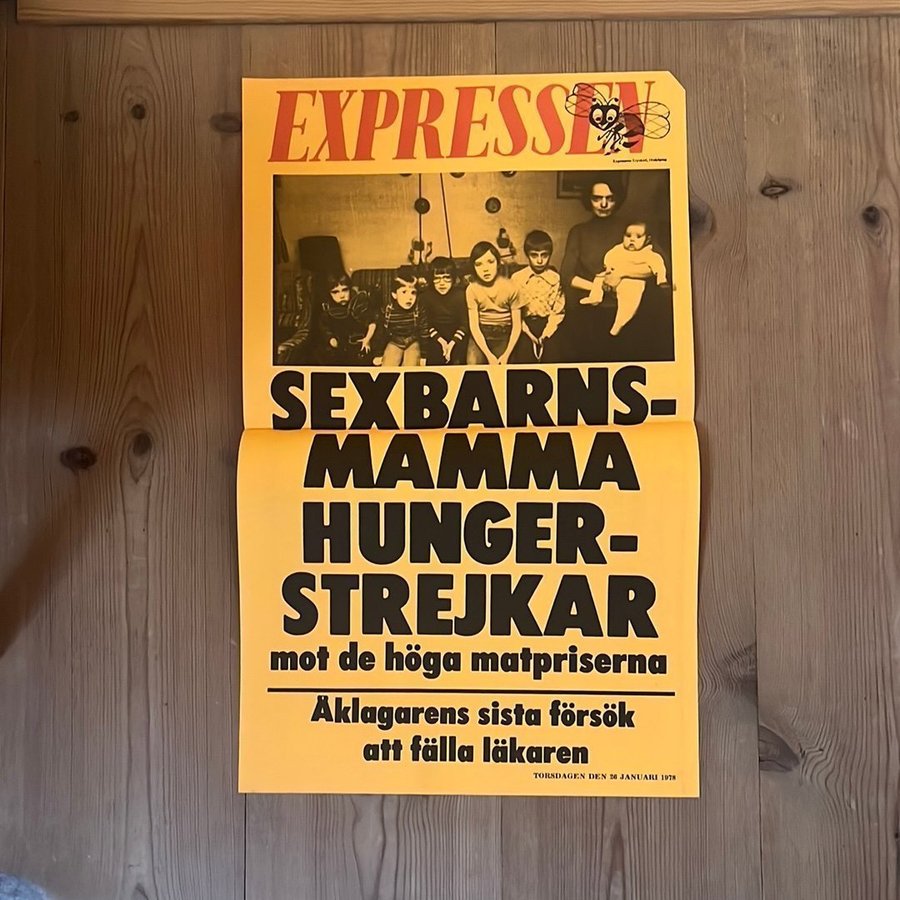 EXPRESSEN
SEXBARNS-
MAMMA
HUNGER-
STREJKAR
mot de höga matpriserna
Åklagarens sista försök
att fälla läkaren
TORSDAGEN DEN 26 JANUARI 1978